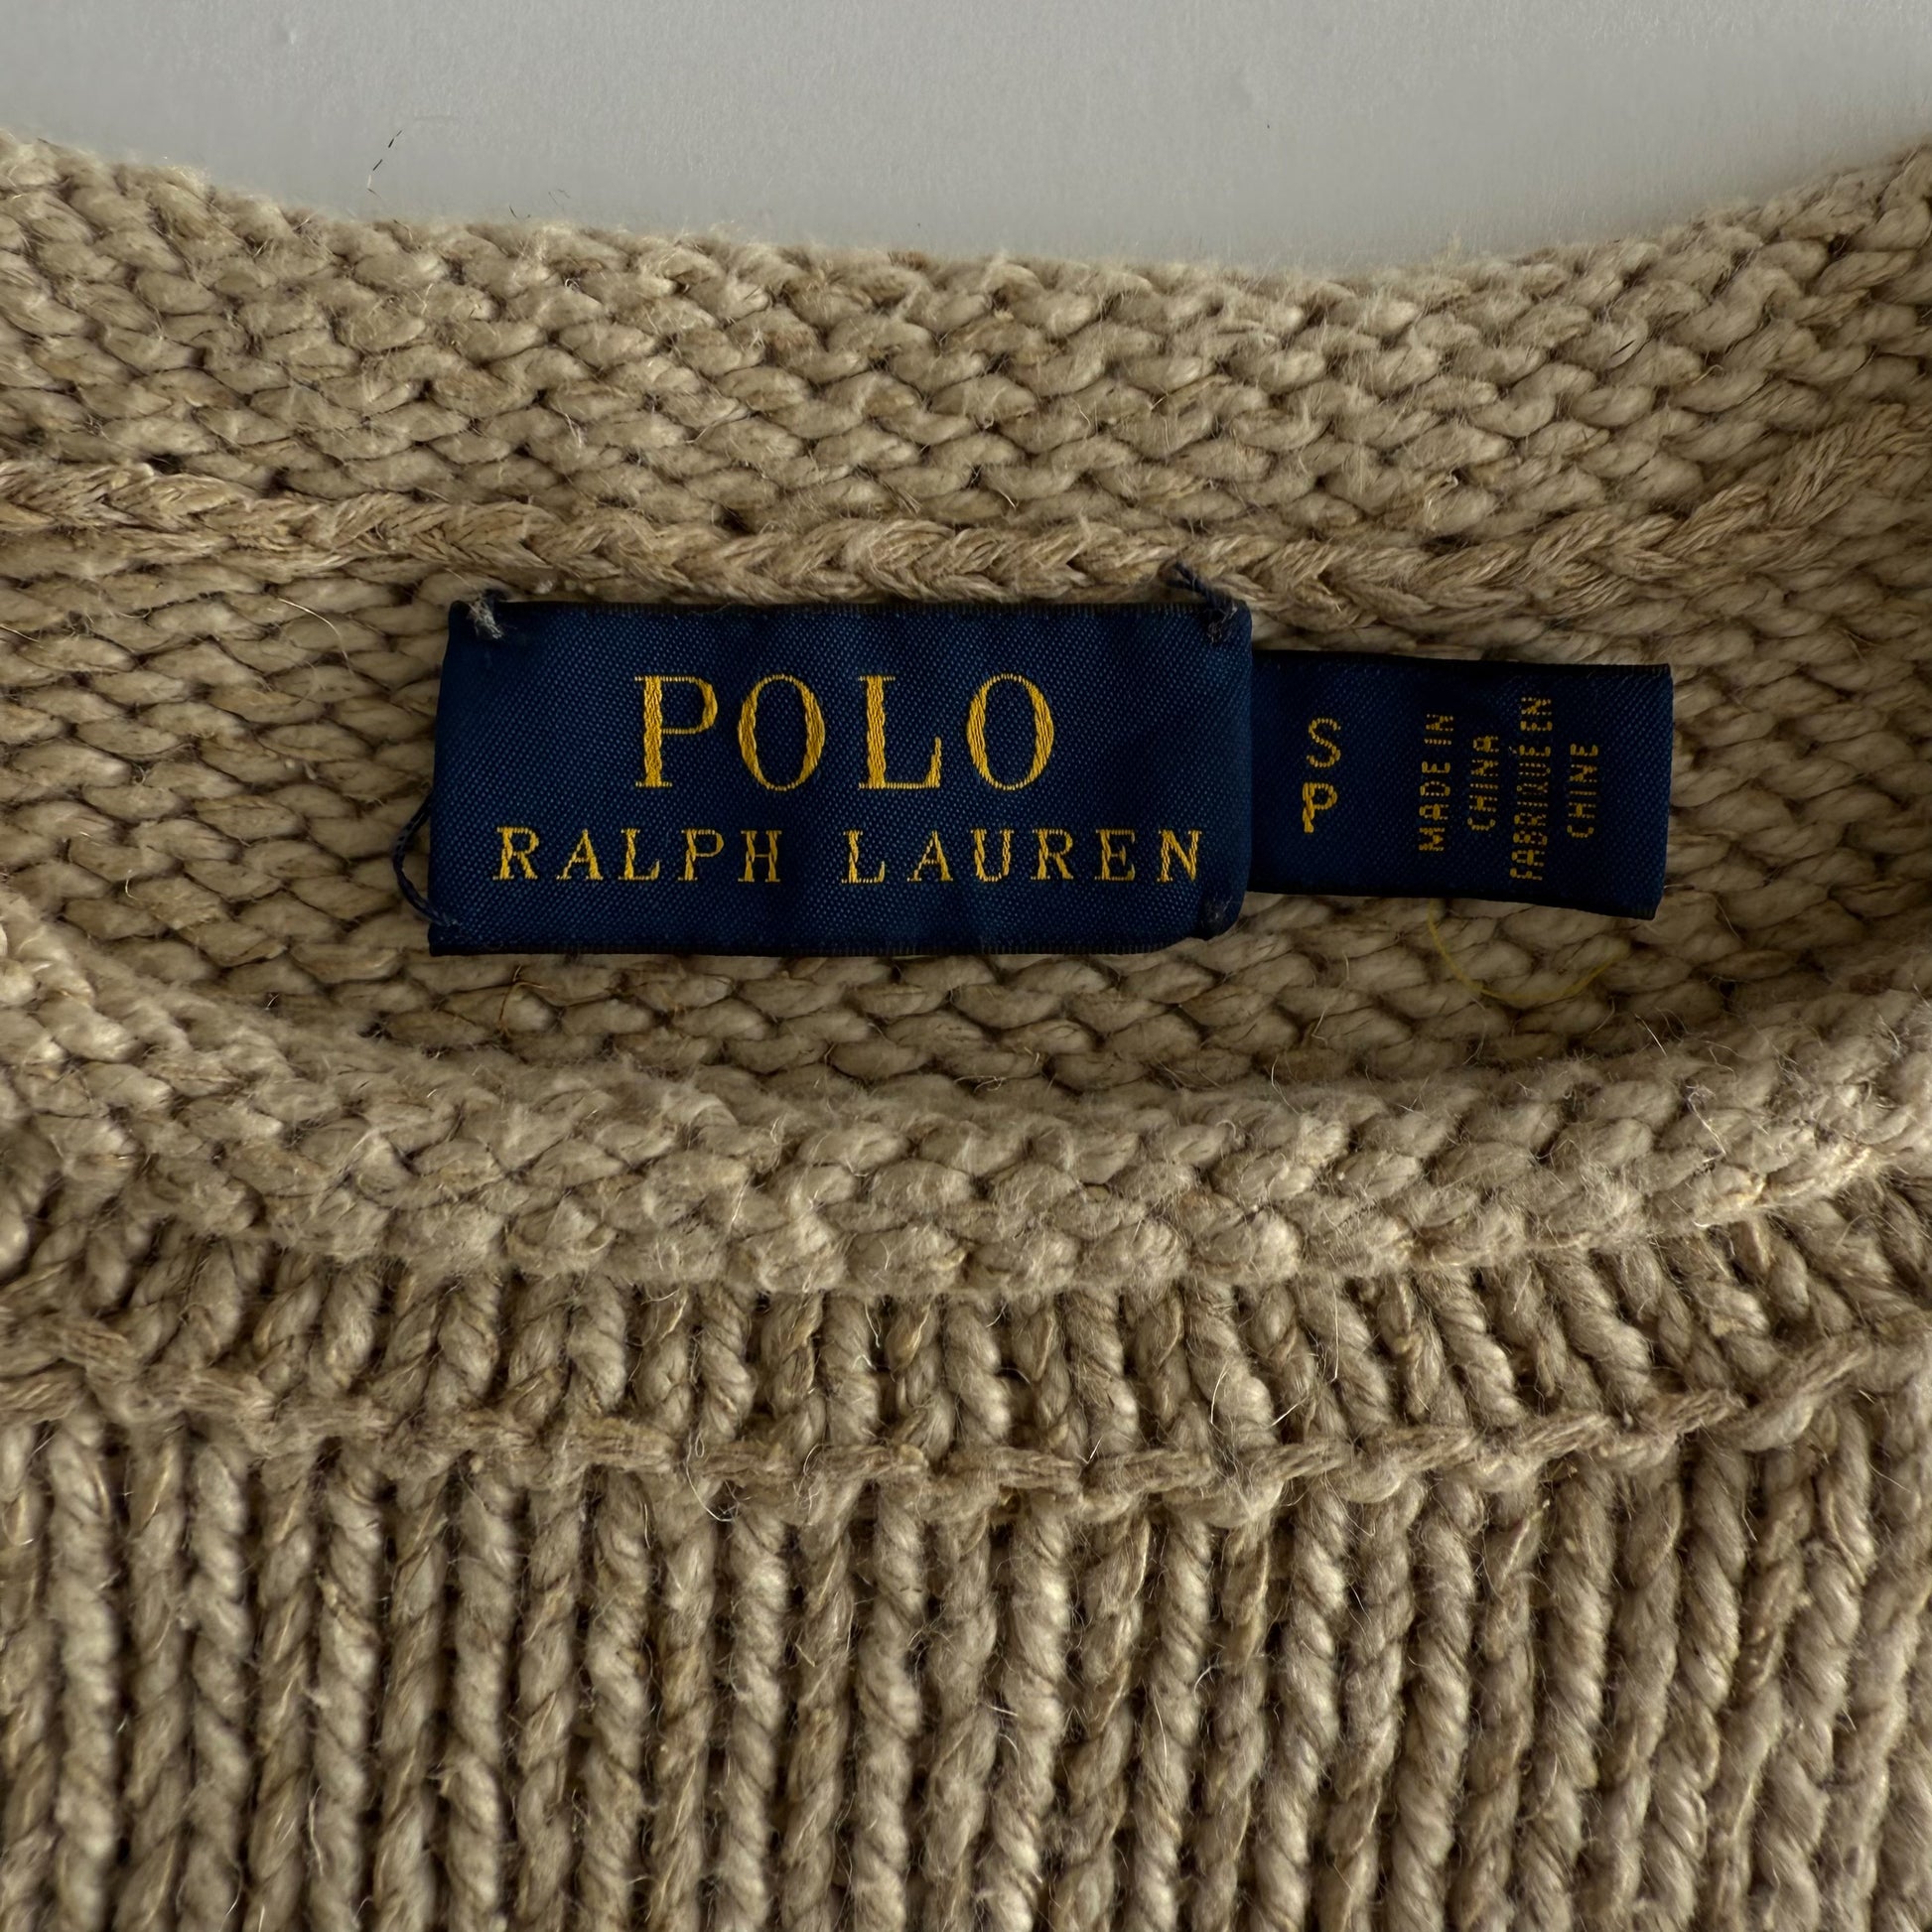 POLO
RALPH LAUREN
S
P
MADE IN
CHINA
FABRIQUÉ EN
CHINE